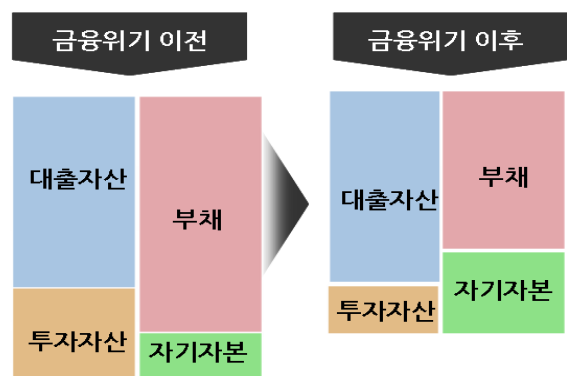 금융위기 이전
대출자산
부채
투자자산
자기자본
금융위기 이후
대출자산
부채
투자자산
자기자본